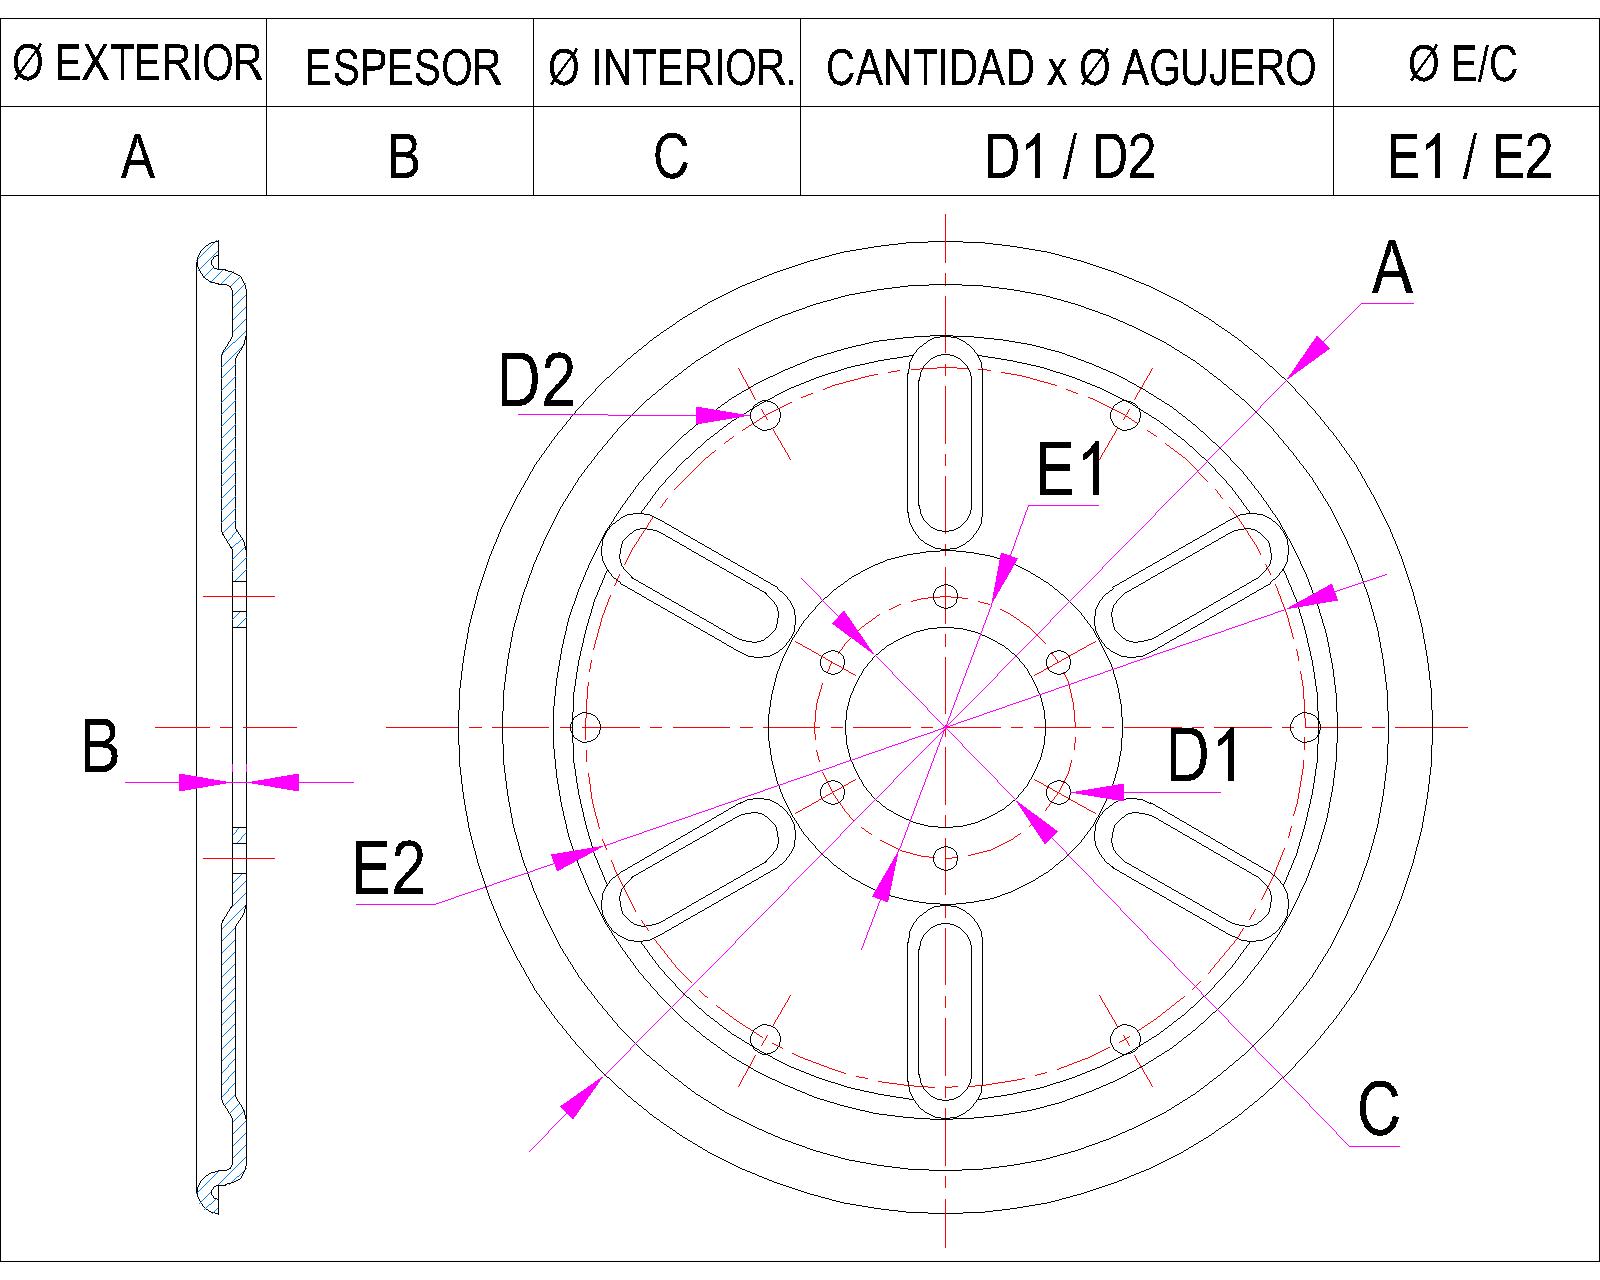 Ø EXTERIOR ESPESOR Ø INTERIOR. CANTIDAD x Ø AGUJERO Ø E/C
A B C D1 / D2 E1 / E2
A
D2
E1
B
D1
E2
C